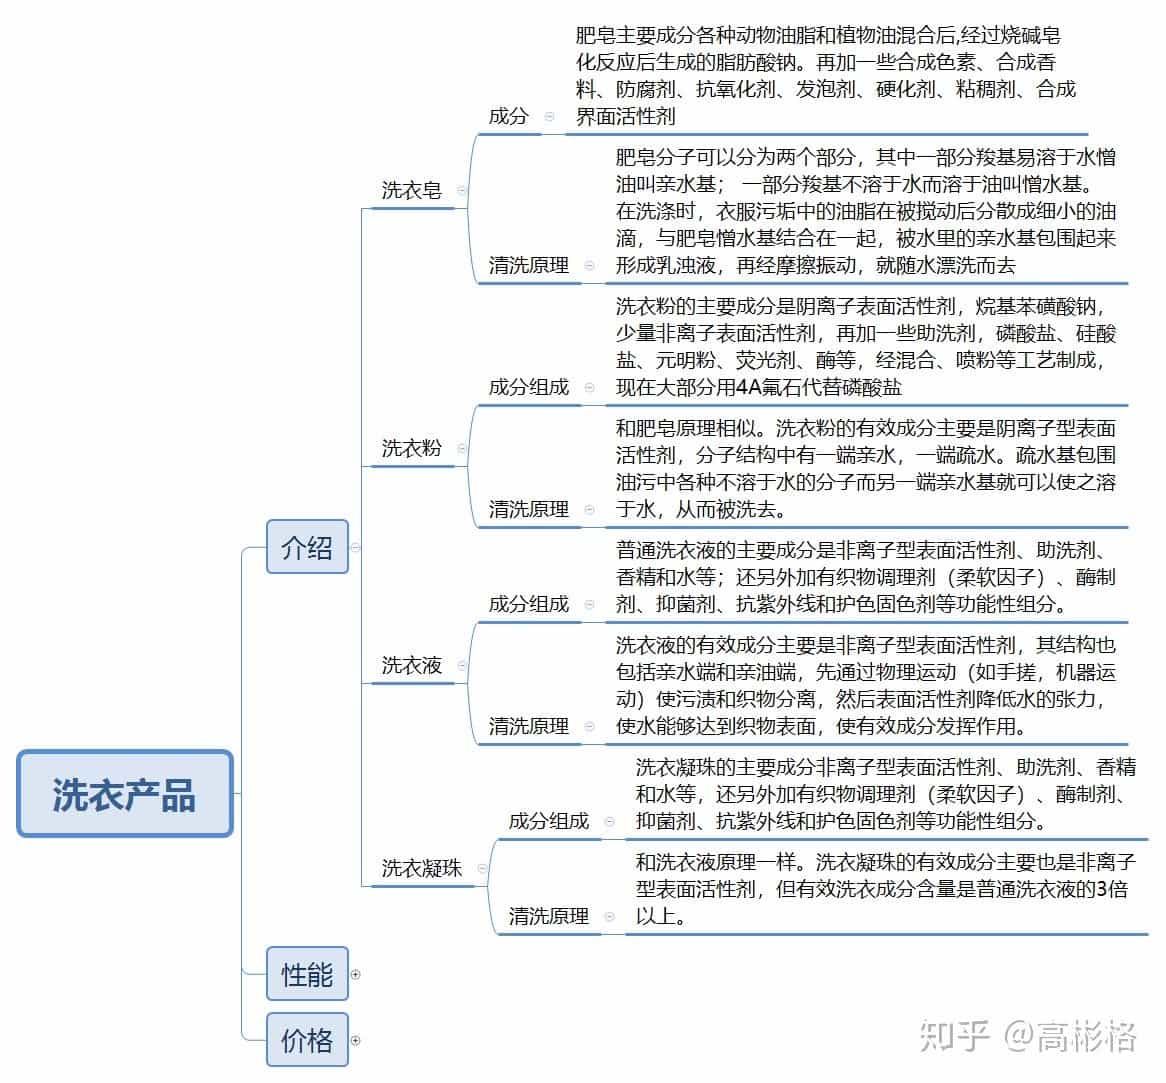 洗衣产品
介绍
洗衣皂
成分
肥皂主要成分各种动物油脂和植物油混合后,经过烧碱皂
化反应后生成的脂肪酸钠。再加一些合成色素、合成香
料、防腐剂、抗氧化剂、发泡剂、硬化剂、粘稠剂、合成
界面活性剂
清洗原理
肥皂分子可以分为两个部分，其中一部分羧基易溶于水憎
油叫亲水基； 一部分羧基不溶于水而溶于油叫憎水基。
在洗涤时，衣服污垢中的油脂在被搅动后分散成细小的油
滴，与肥皂憎水基结合在一起，被水里的亲水基包围起来
形成乳浊液，再经摩擦振动，就随水漂洗而去
洗衣粉
成分组成
洗衣粉的主要成分是阴离子表面活性剂，烷基苯磺酸钠，
少量非离子表面活性剂，再加一些助洗剂，磷酸盐、硅酸
盐、元明粉、荧光剂、酶等，经混合、喷粉等工艺制成，
现在大部分用4A氟石代替磷酸盐
清洗原理
和肥皂原理相似。洗衣粉的有效成分主要是阴离子型表面
活性剂，分子结构中有一端亲水，一端疏水。疏水基包围
油污中各种不溶于水的分子而另一端亲水基就可以使之溶
于水，从而被洗去。
洗衣液
成分组成
普通洗衣液的主要成分是非离子型表面活性剂、助洗剂、
香精和水等；还另外加有织物调理剂（柔软因子）、酶制
剂、抑菌剂、抗紫外线和护色固色剂等功能性组分。
清洗原理
洗衣液的有效成分主要是非离子型表面活性剂，其结构也
包括亲水端和亲油端，先通过物理运动（如手搓，机器运
动）使污渍和织物分离，然后表面活性剂降低水的张力，
使水能够达到织物表面，使有效成分发挥作用。
洗衣凝珠
成分组成
洗衣凝珠的主要成分非离子型表面活性剂、助洗剂、香精
和水等，还另外加有织物调理剂（柔软因子）、酶制剂、
抑菌剂、抗紫外线和护色固色剂等功能性组分。
清洗原理
和洗衣液原理一样。洗衣凝珠的有效成分主要也是非离子
型表面活性剂，但有效洗衣成分含量是普通洗衣液的3倍
以上。
性能
价格
知乎 @高彬格